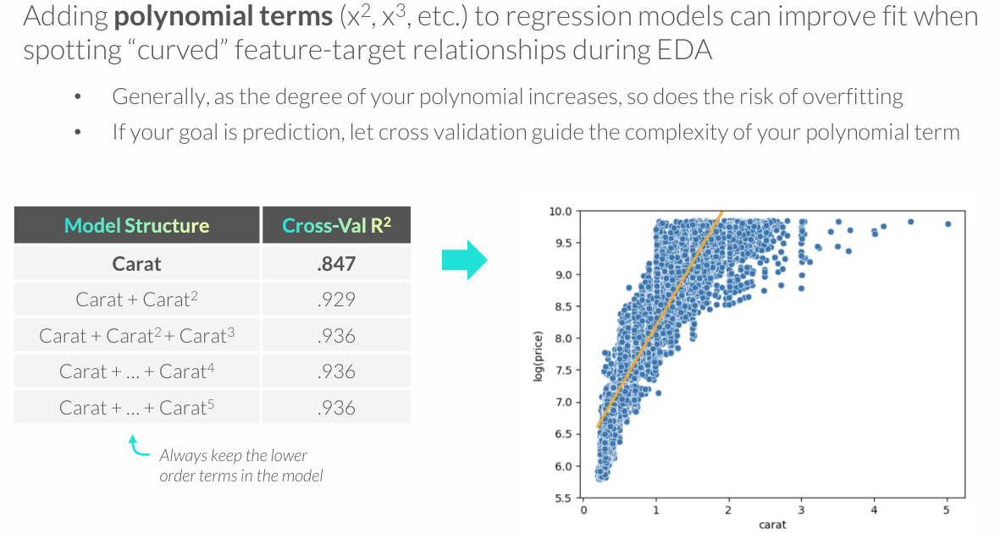 Adding polynomial terms (x², x³, etc.) to regression models can improve fit when
spotting “curved” feature-target relationships during EDA
• Generally, as the degree of your polynomial increases, so does the risk of overfitting
• If your goal is prediction, let cross validation guide the complexity of your polynomial term
Model Structure Cross-Val R²
Carat .847
Carat + Carat² .929
Carat + Carat² + Carat³ .936
Carat + … + Carat⁴ .936
Carat + … + Carat⁵ .936
Always keep the lower
order terms in the model
10.0
9.5
9.0
8.5
8.0
7.5
7.0
6.5
6.0
5.5
log(price)
0 1 2 3 4 5
carat